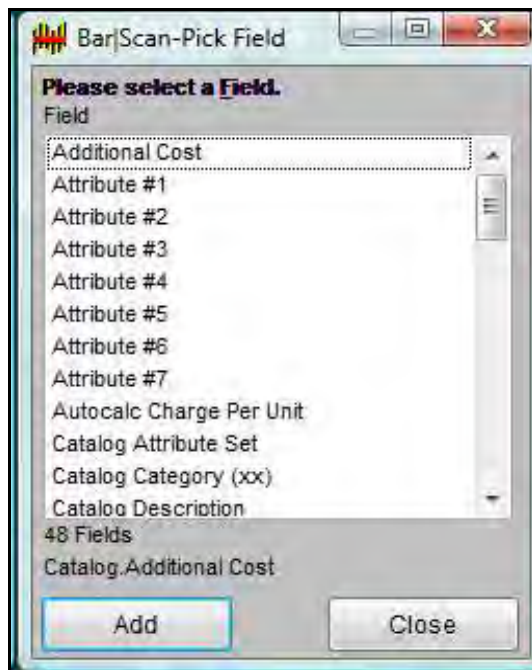 Bar|Scan-Pick Field
Please select a Field.
Field
Additional Cost
Attribute #1
Attribute #2
Attribute #3
Attribute #4
Attribute #5
Attribute #6
Attribute #7
Autocalc Charge Per Unit
Catalog Attribute Set
Catalog Category (xx)
Catalog Description
48 Fields
Catalog.Additional Cost
Add Close